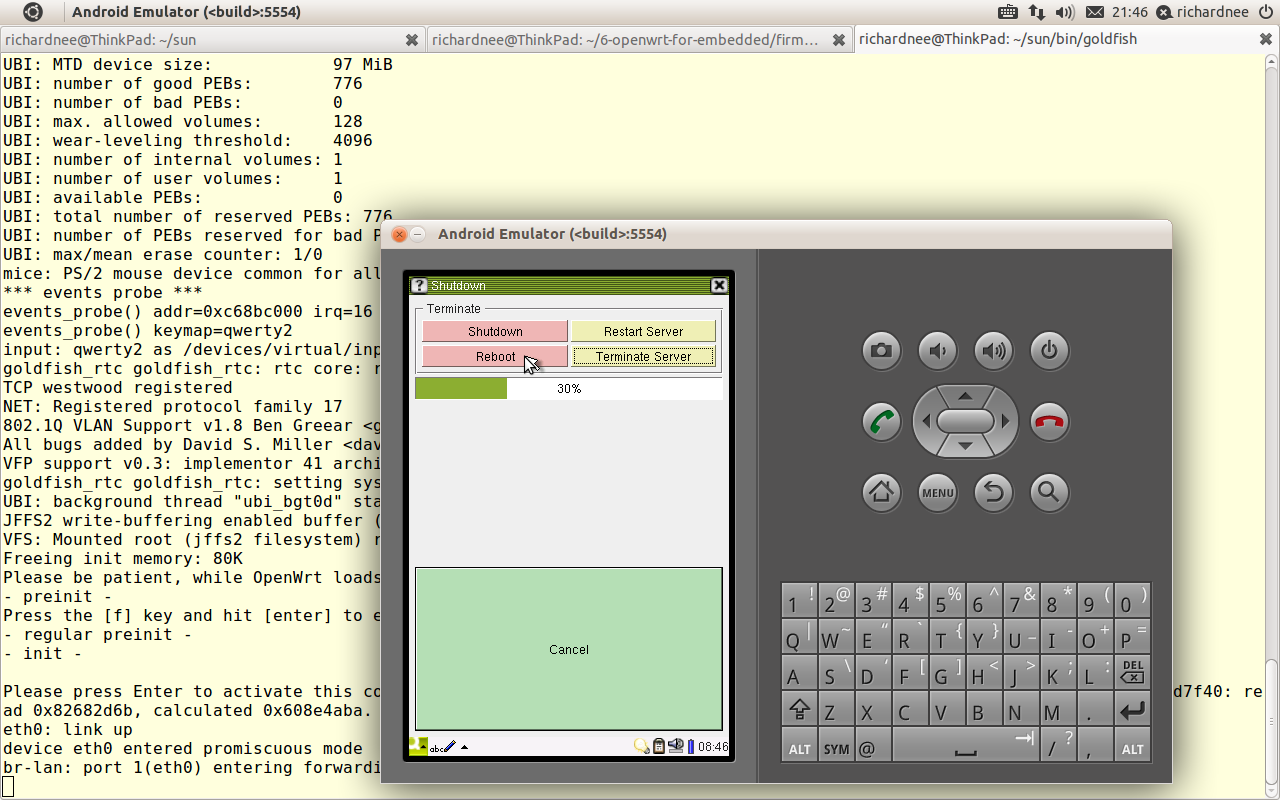 Android Emulator (<build>:5554)
21:46
richardnee
richardnee@ThinkPad: ~/sun
richardnee@ThinkPad: ~/6-openwrt-for-embedded/firm...
richardnee@ThinkPad: ~/sun/bin/goldfish
UBI: MTD device size: 97 MiB
UBI: number of good PEBs: 776
UBI: number of bad PEBs: 0
UBI: max. allowed volumes: 128
UBI: wear-leveling threshold: 4096
UBI: number of internal volumes: 1
UBI: number of user volumes: 1
UBI: available PEBs: 0
UBI: total number of reserved PEBs: 776
UBI: number of PEBs reserved for bad P
UBI: max/mean erase counter: 1/0
mice: PS/2 mouse device common for all
*** events probe ***
events_probe() addr=0xc68bc000 irq=16
events_probe() keymap=qwerty2
input: qwerty2 as /devices/virtual/inp
goldfish_rtc goldfish_rtc: rtc core: r
TCP westwood registered
NET: Registered protocol family 17
802.1Q VLAN Support v1.8 Ben Greear <g
All bugs added by David S. Miller <dav
VFP support v0.3: implementor 41 archi
goldfish_rtc goldfish_rtc: setting sys
UBI: background thread "ubi_bgt0d" sta
JFFS2 write-buffering enabled buffer (
VFS: Mounted root (jffs2 filesystem) r
Freeing init memory: 80K
Please be patient, while OpenWrt loads
- preinit -
Press the [f] key and hit [enter] to e
- regular preinit -
- init -
Please press Enter to activate this co
d7f40: re
ad 0x82682d6b, calculated 0x608e4aba.
eth0: link up
device eth0 entered promiscuous mode
br-lan: port 1(eth0) entering forwardi
Android Emulator (<build>:5554)
? Shutdown
Terminate
Shutdown
Restart Server
Reboot
Terminate Server
30%
Cancel
abc
08:46
MENU
1 ! 2 @ 3 # 4 $ 5 % 6 ^ 7 & 8 * 9 ( 0 )
Q | W ~ E " R ` T { Y } U _ I - O + P =
A S \ D ' F [ G ] H < J > K ; L : DEL
Z X C V B N M .
ALT SYM @ / ? , ALT